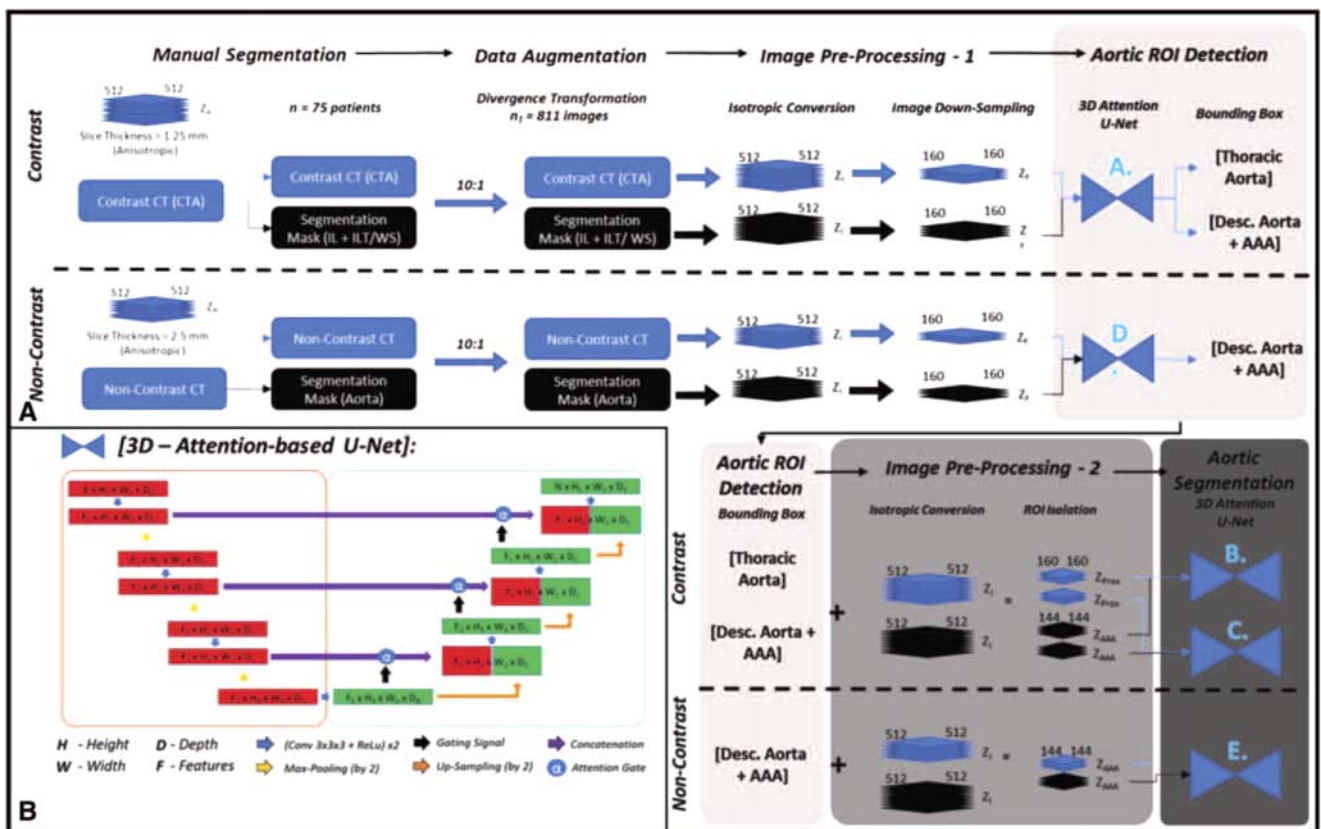 Manual Segmentation
Data Augmentation
Image Pre-Processing - 1
Aortic ROI Detection
Contrast
512 512
Slice Thickness = 1.25 mm
(Anisotropic)
Contrast CT (CTA)
n = 75 patients
Contrast CT (CTA)
Segmentation
Mask (IL + ILT/WS)
10:1
Divergence Transformation
nT = 811 images
Contrast CT (CTA)
Segmentation
Mask (IL + ILT/ WS)
Isotropic Conversion
512 512
512 512
Image Down-Sampling
160 160
160 160
3D Attention
U-Net
A.
Bounding Box
[Thoracic
Aorta]
[Desc. Aorta
+ AAA]
Non-Contrast
512 512
Slice Thickness = 2.5 mm
(Anisotropic)
Non-Contrast CT
Non-Contrast CT
Segmentation
Mask (Aorta)
10:1
Non-Contrast CT
Segmentation
Mask (Aorta)
512 512
512 512
160 160
160 160
D
.
[Desc. Aorta
+ AAA]
A
[3D – Attention-based U-Net]:
α
α
α
H - Height
W - Width
D - Depth
F - Features
(Conv 3x3x3 + ReLu) x2
Max-Pooling (by 2)
Gating Signal
Up-Sampling (by 2)
Concatenation
α Attention Gate
B
Aortic ROI
Detection
Bounding Box
Image Pre-Processing - 2
Isotropic Conversion
ROI Isolation
Aortic
Segmentation
3D Attention
U-Net
Contrast
[Thoracic
Aorta]
[Desc. Aorta +
AAA]
+
512 512
512 512
=
160 160
ZProx
ZProx
144 144
ZAAA
ZAAA
B.
C.
Non-Contrast
[Desc. Aorta
+ AAA]
+
512 512
512 512
=
144 144
ZAAA
ZAAA
E.